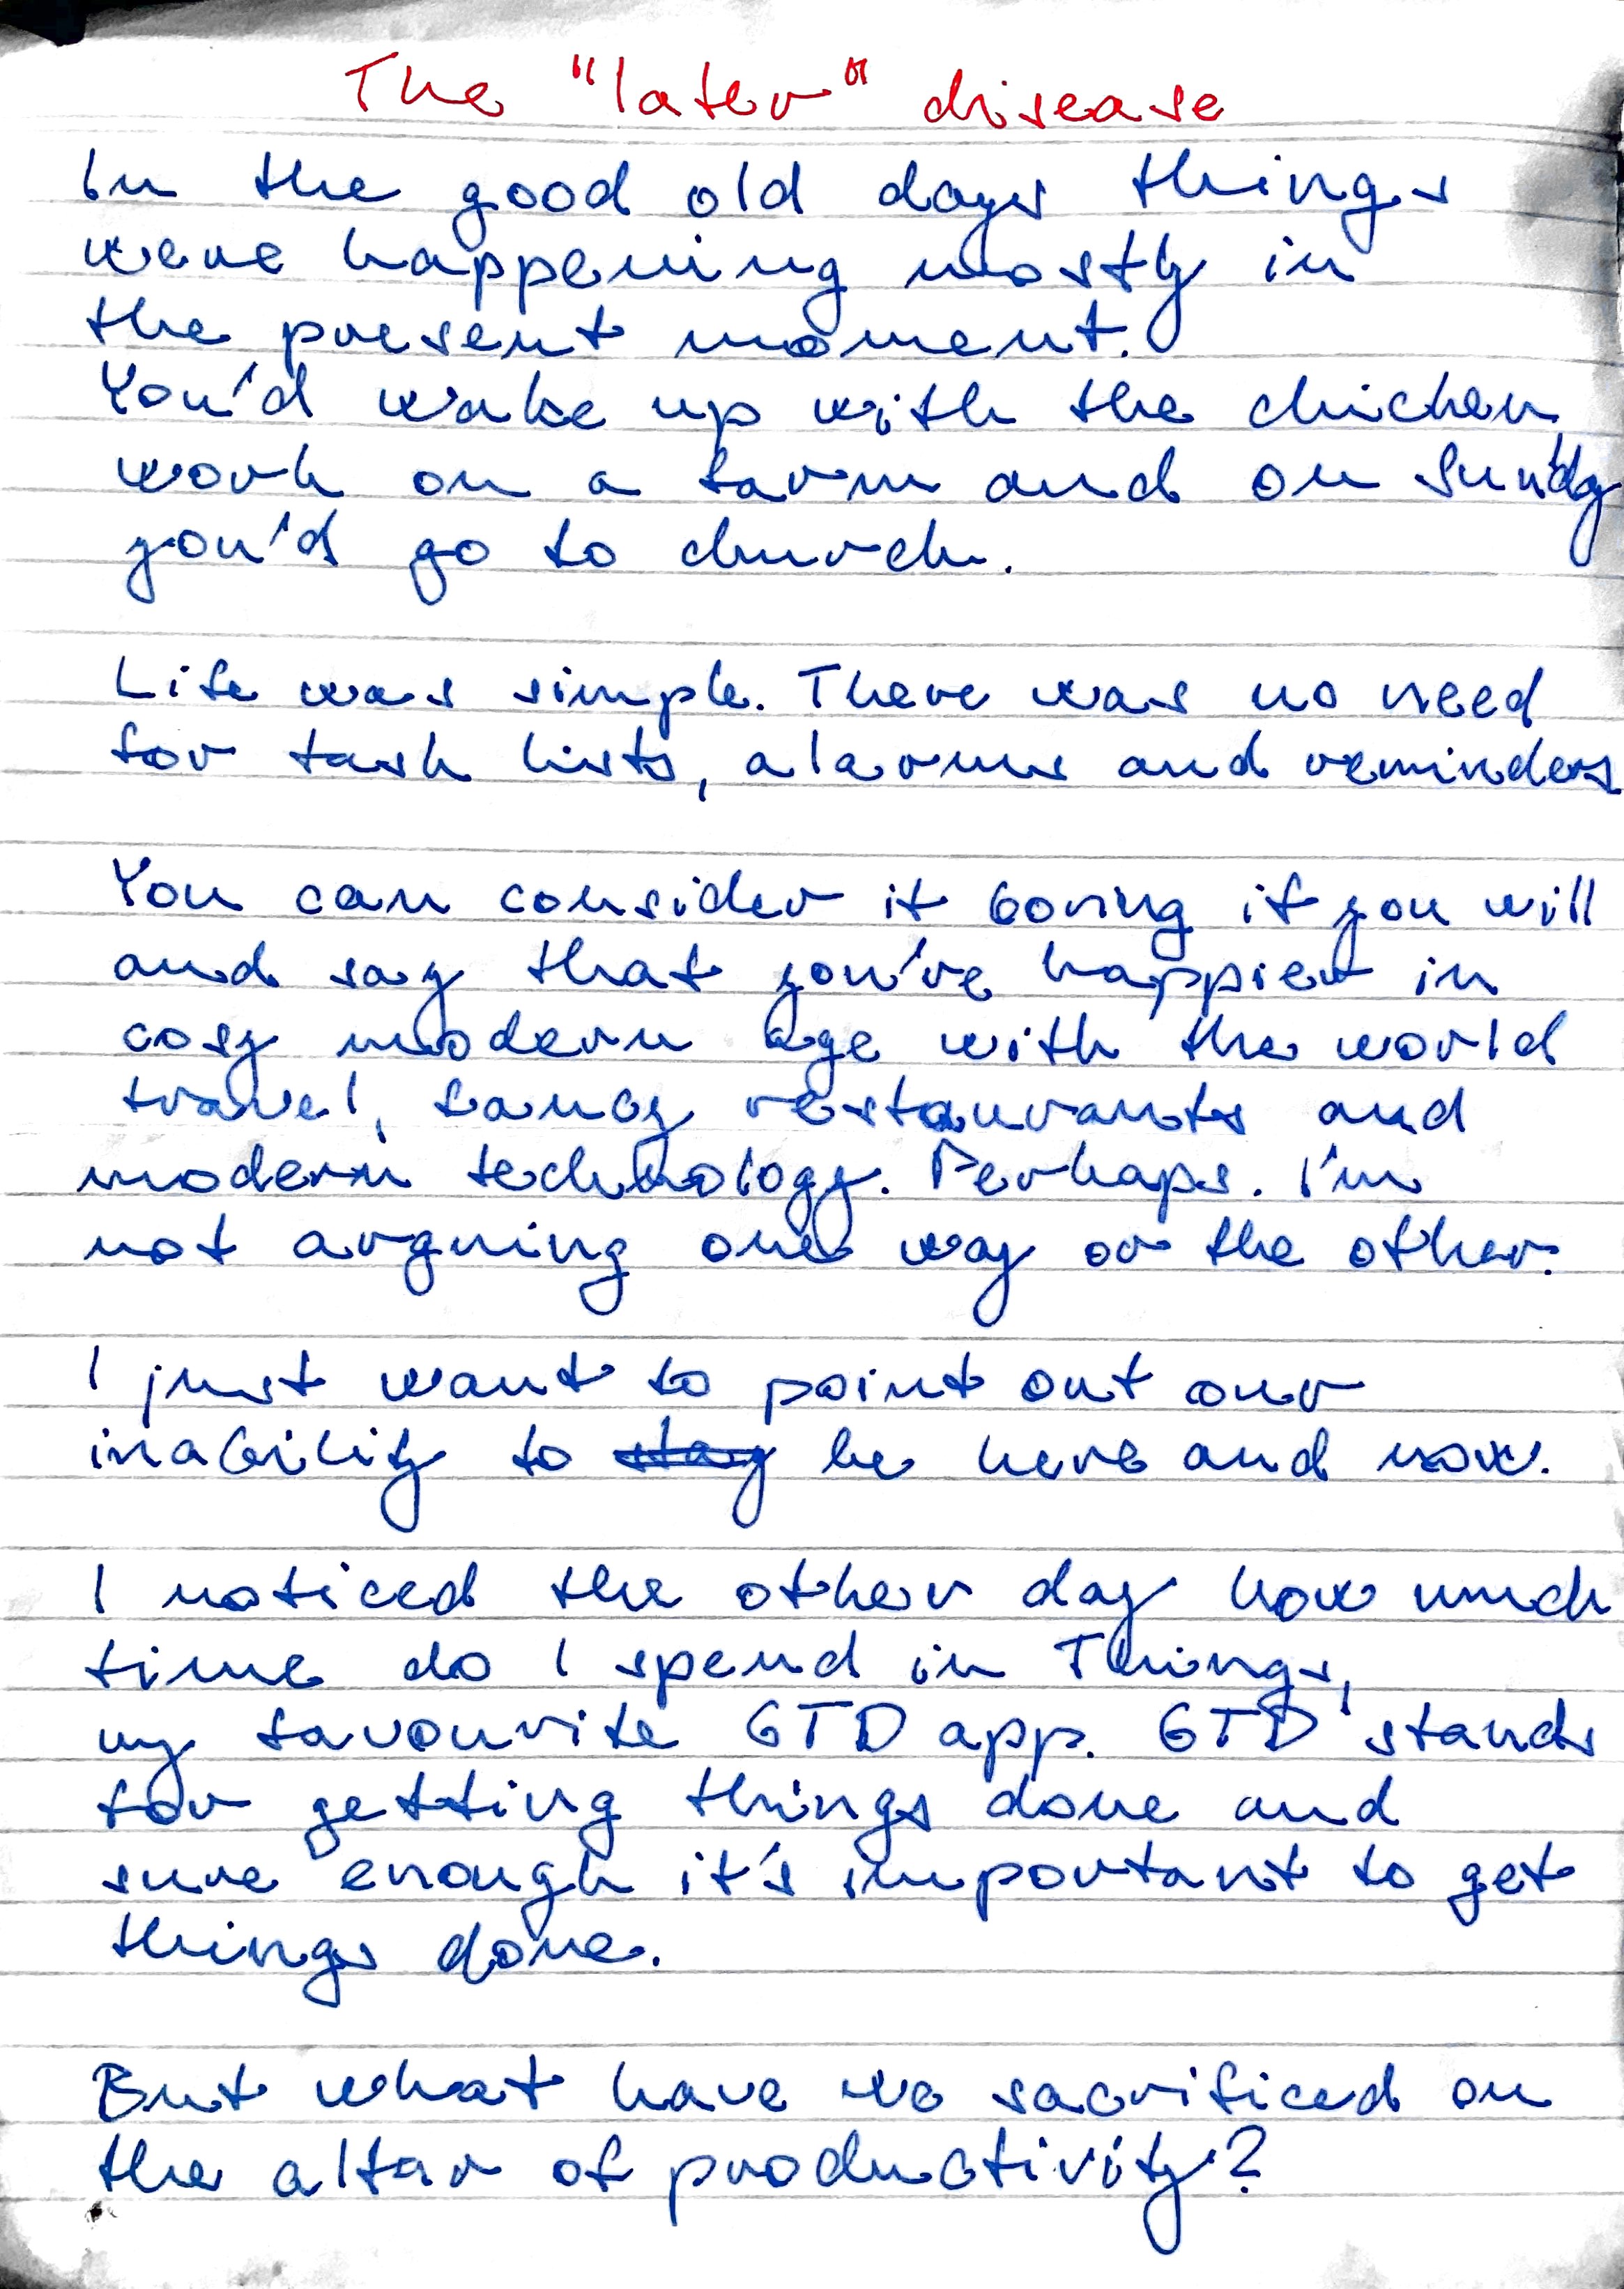 The "later" disease
In the good old days things
were happening mostly in
the present moment.
You'd wake up with the chicken,
work on a farm and on Sunday
you'd go to church.
Life was simple. There was no need
for task lists, alarms and reminders
You can consider it boring if you will
and say that you're happier in
cosy modern age with the world
travel, fancy restaurants and
modern technology. Perhaps. I'm
not arguing one way or the other.
I just want to point out our
inability to stay be here and now.
I noticed the other day how much
time do I spend in Things,
my favourite GTD app. GTD stands
for getting things done and
sure enough it's important to get
things done.
But what have we sacrificed on
the altar of productivity?